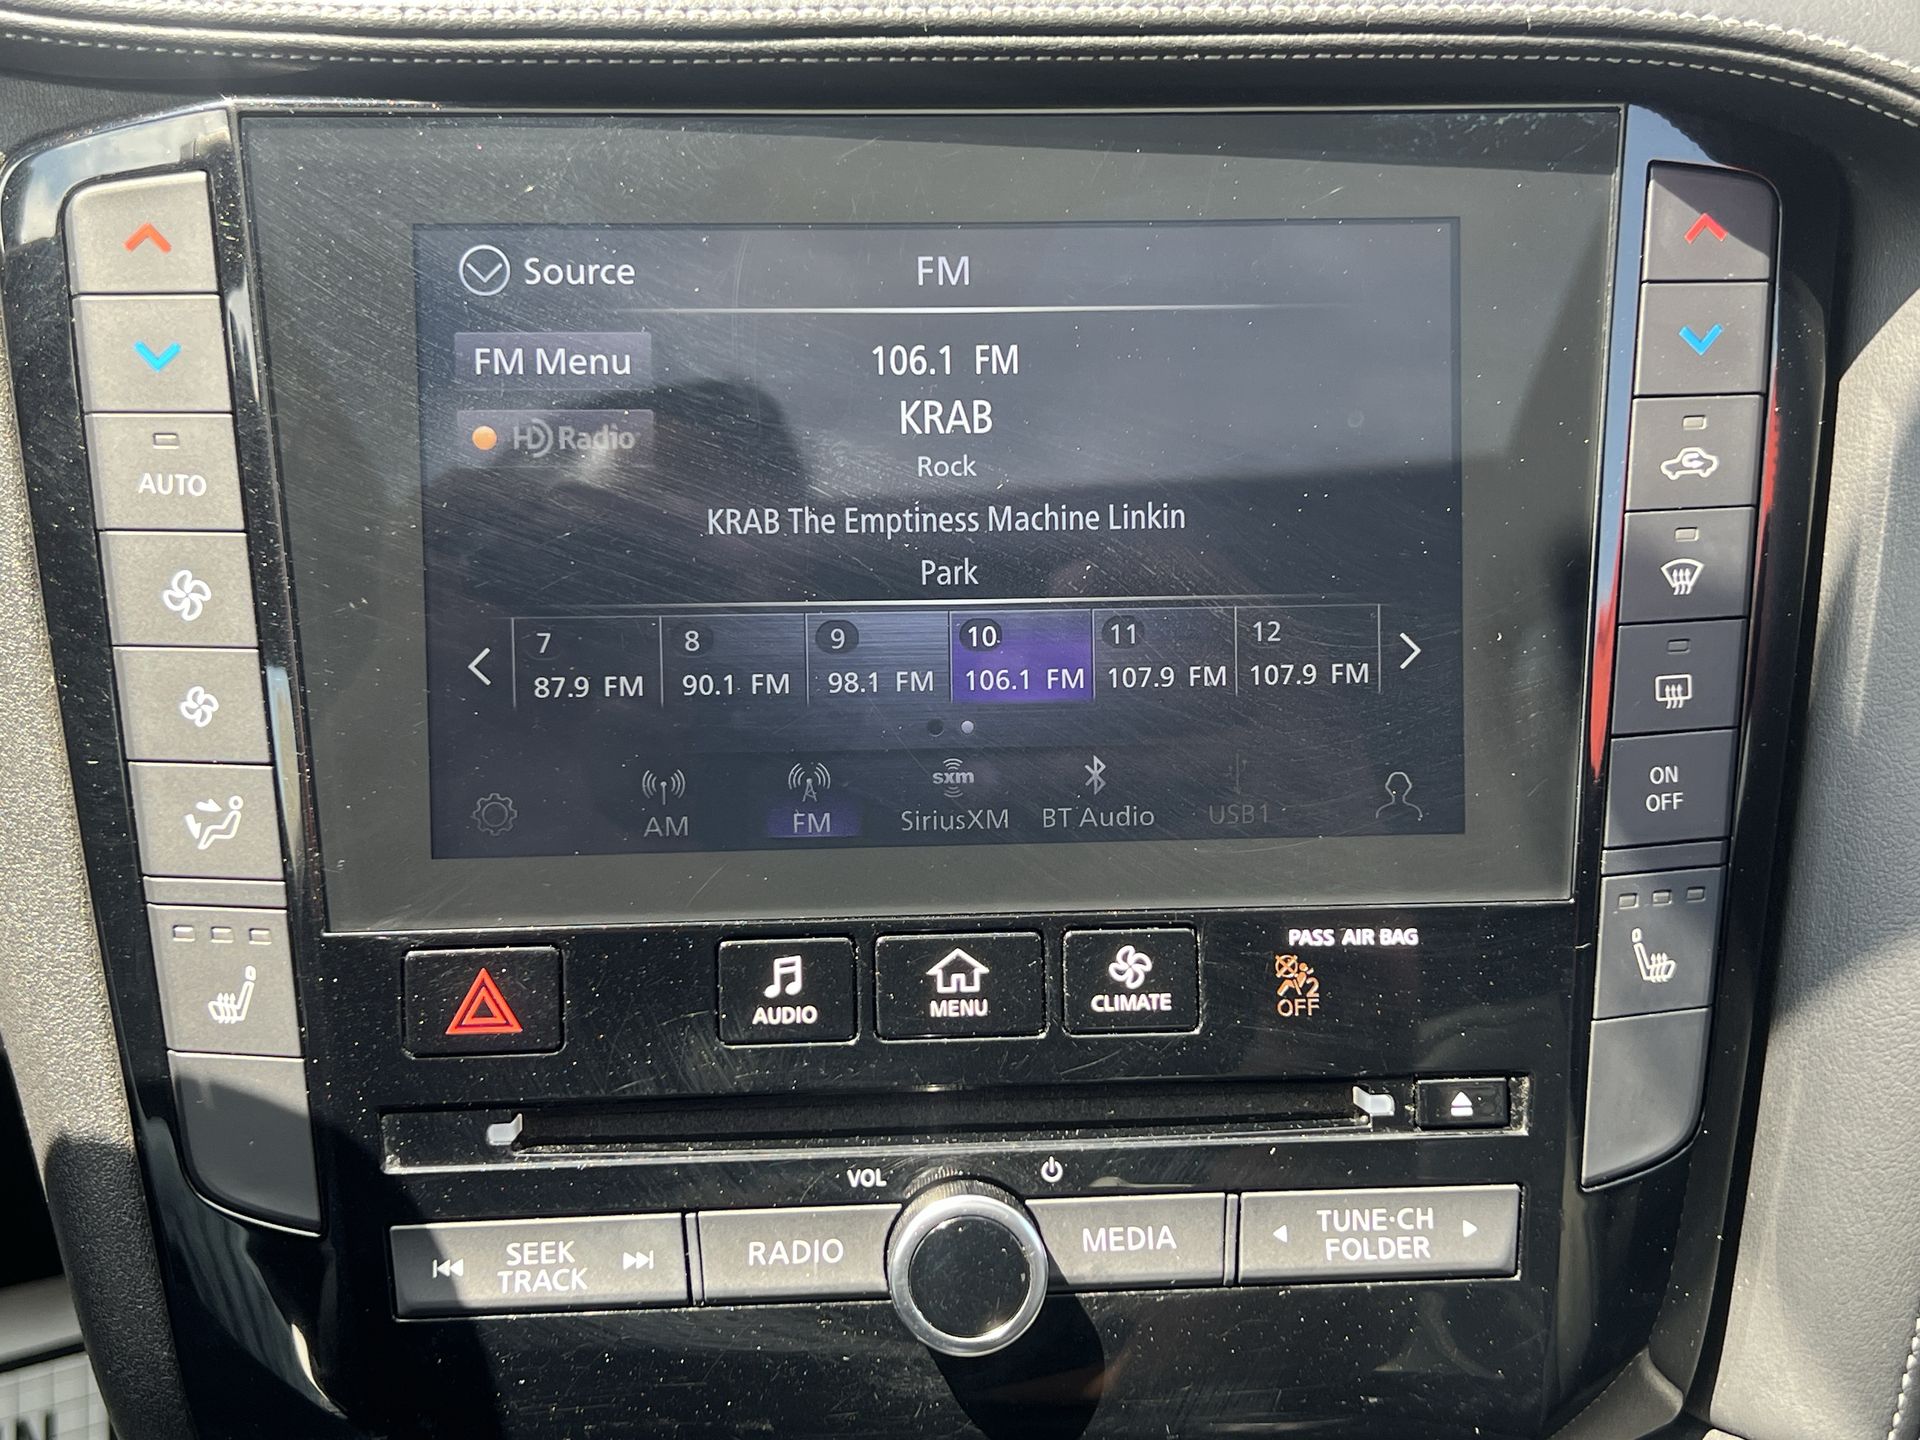 Source FM
FM Menu
106.1 FM
HD Radio
KRAB
Rock
KRAB The Emptiness Machine Linkin
Park
7 8 9 10 11 12
87.9 FM 90.1 FM 98.1 FM 106.1 FM 107.9 FM 107.9 FM
sxm
AM FM SiriusXM BT Audio USB1
AUTO
ON
OFF
PASS AIR BAG
2
OFF
AUDIO MENU CLIMATE
VOL
SEEK
TRACK
RADIO
MEDIA
TUNE·CH
FOLDER